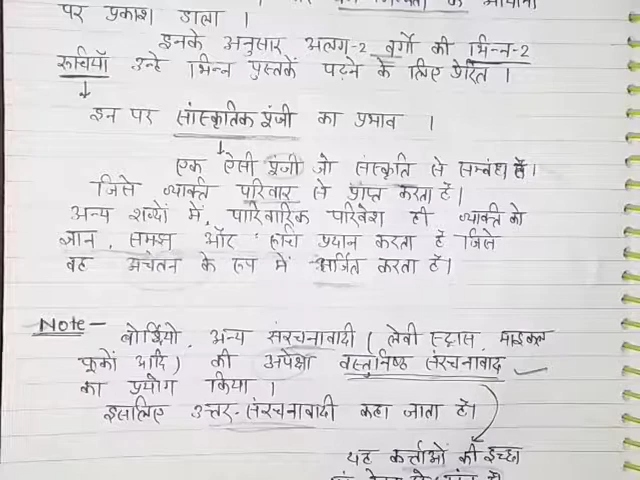 पर प्रकाश डाला ।
इनके अनुसार अलग-2 वर्गो की भिन्न-2
रूचियाँ उन्हे भिन्न पुस्तकें पढ़ने के लिए प्रेरित ।
↓
इन पर सांस्कृतिक पूंजी का प्रभाव ।
↓
एक ऐसी पूंजी जो संस्कृति से सम्बंद्ध है।
जिसे व्यक्ति परिवार से प्राप्त करता है।
अन्य शब्दों में, पारिवारिक परिवेश ही व्यक्ति को
ज्ञान, समझ और रूचि प्रदान करता है जिसे
वह अचेतन के रूप में अर्जित करता है।
Note- बोर्डियो, अन्य संरचनावादी ( लेवी स्ट्रास, माइकल
फूको आदि ) की अपेक्षा वस्तुनिष्ठ संरचनावाद
का प्रयोग किया ।
इसलिए उत्तर-संरचनावादी कहा जाता है।
यह कर्त्ताओं की इच्छा